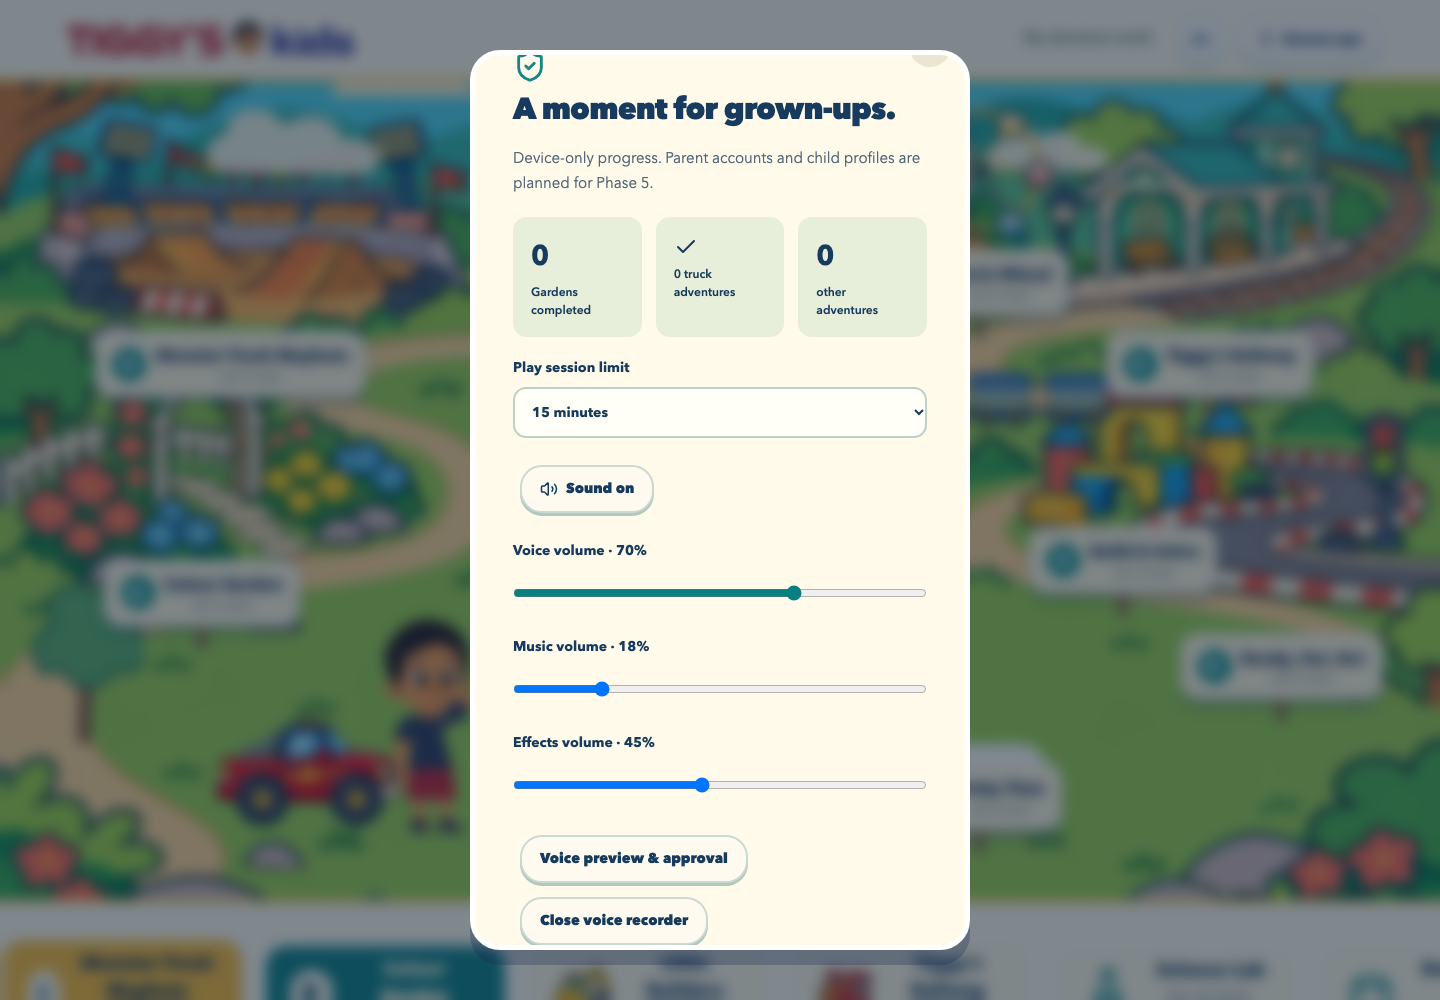 TIGGY'S kids
A moment for grown-ups.
Device-only progress. Parent accounts and child profiles are
planned for Phase 5.
0
Gardens
completed
0 truck
adventures
0
other
adventures
Play session limit
15 minutes
Sound on
Voice volume · 70%
Music volume · 18%
Effects volume · 45%
Voice preview & approval
Close voice recorder